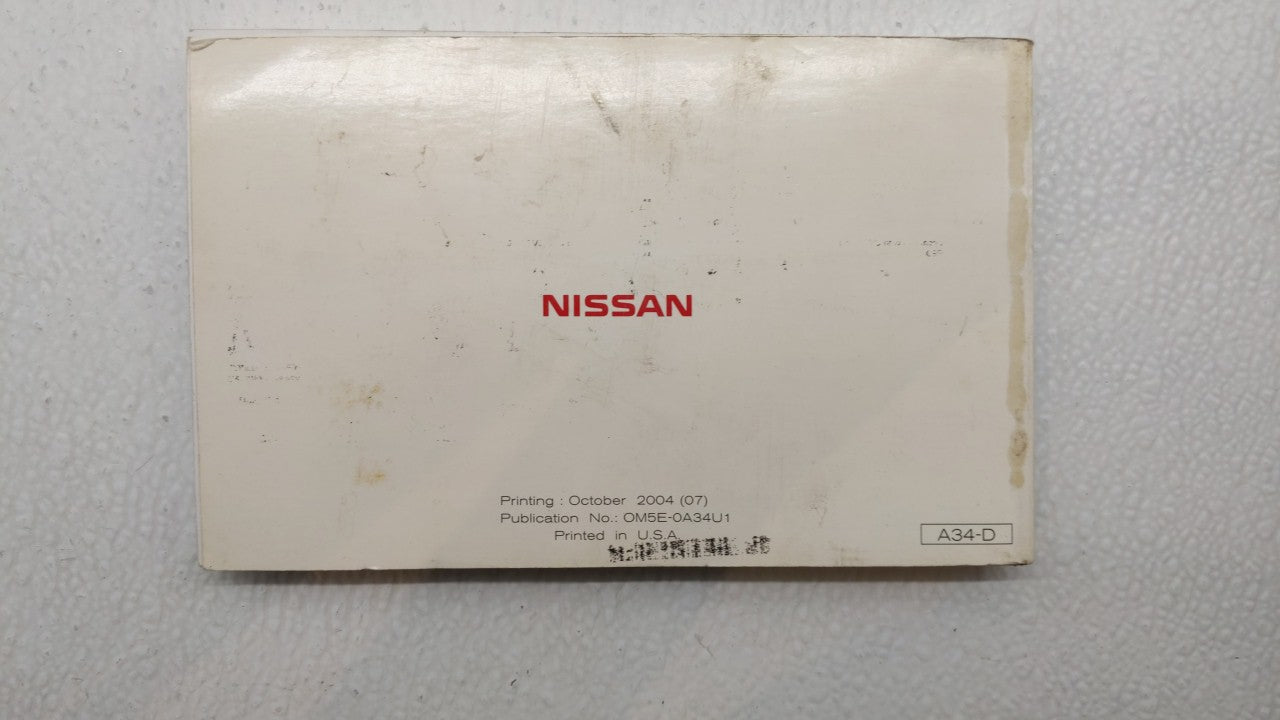 NISSAN
Printing : October 2004 (07)
Publication No.: OM5E-0A34U1
Printed in U.S.A.
A34-D